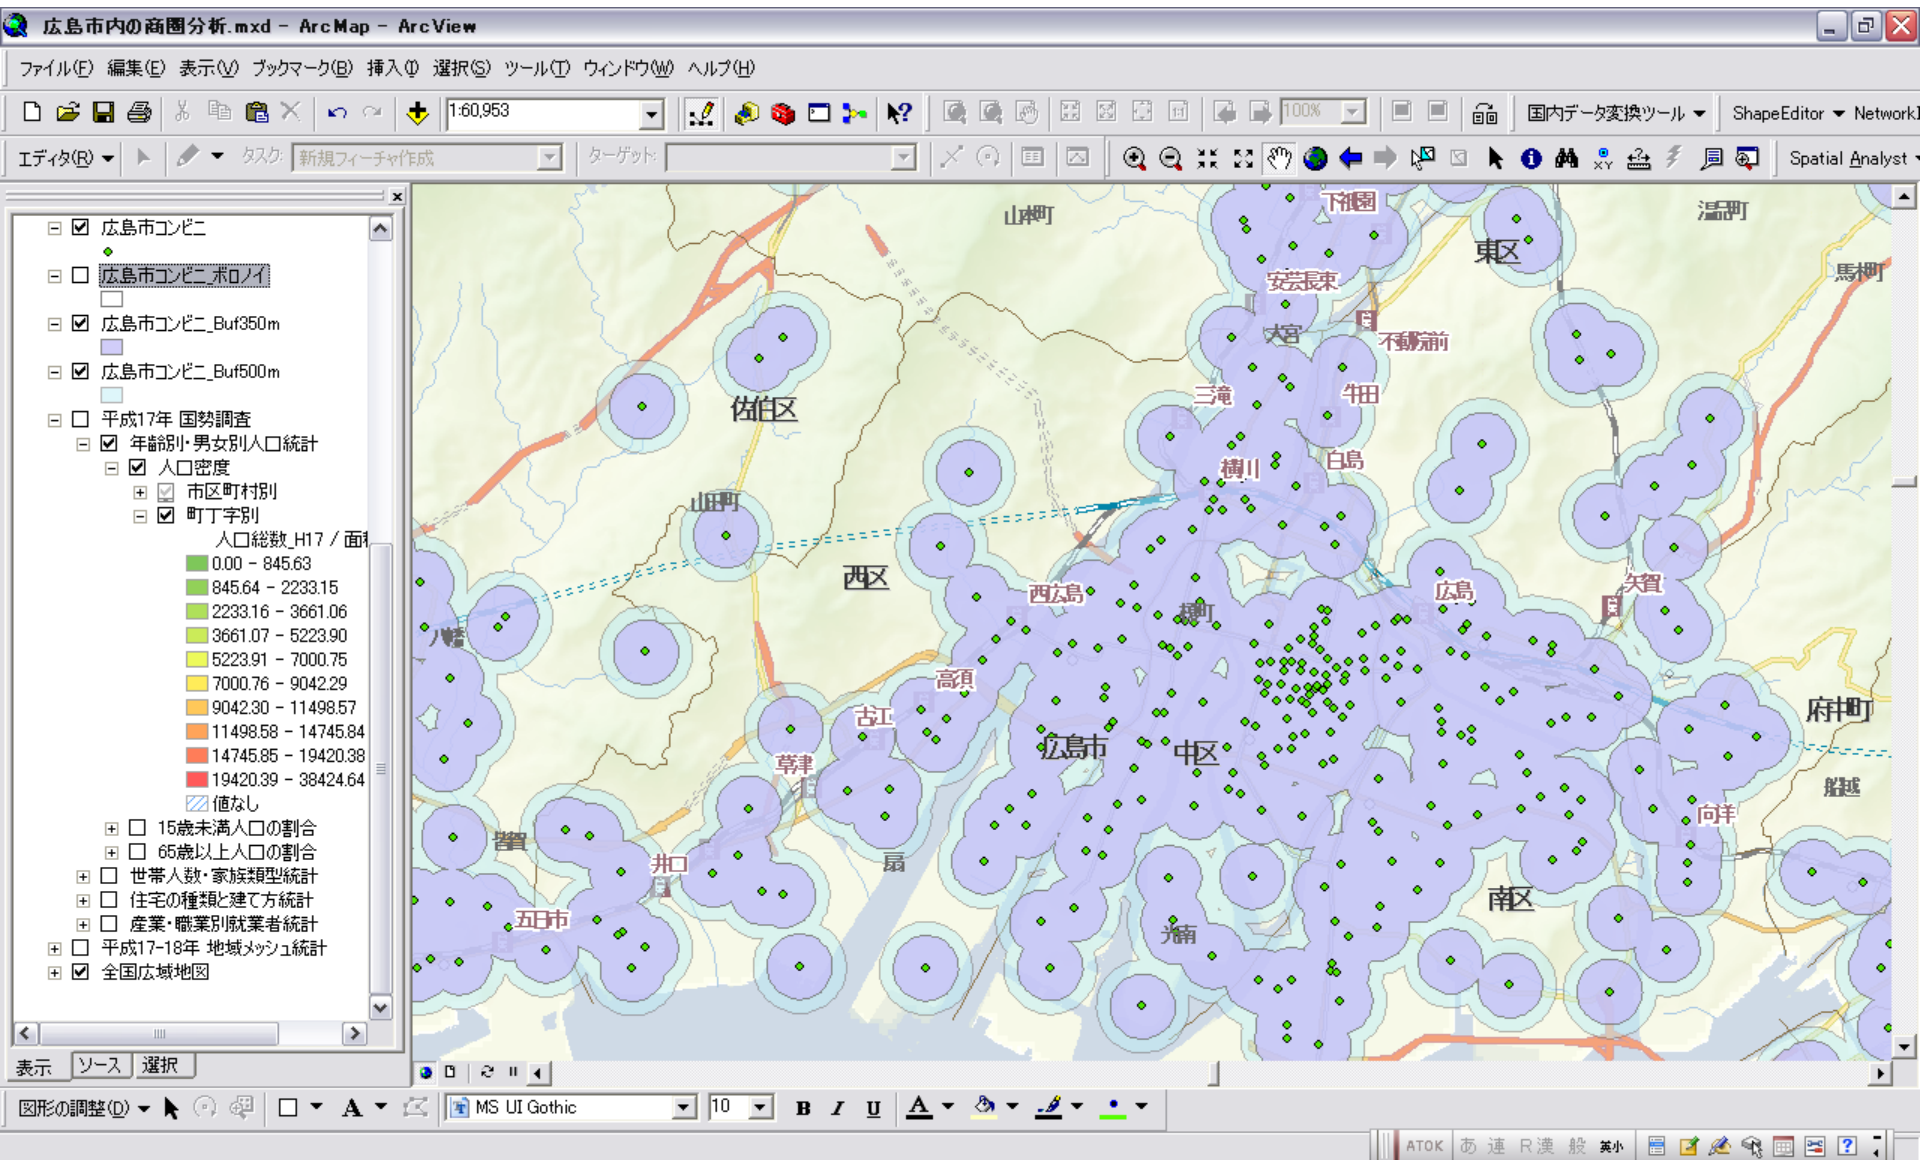 広島市内の商圏分析.mxd - ArcMap - ArcView
ファイル(F) 編集(E) 表示(V) ブックマーク(B) 挿入(I) 選択(S) ツール(T) ウィンドウ(W) ヘルプ(H)
1:60,953
100%
国内データ変換ツール
ShapeEditor
エディタ(R)
タスク:
新規フィーチャ作成
ターゲット:
Spatial Analyst
広島市コンビニ
広島市コンビニ_ボロノイ
広島市コンビニ_Buf350m
広島市コンビニ_Buf500m
平成17年 国勢調査
年齢別・男女別人口統計
人口密度
市区町村別
町丁字別
人口総数_H17 / 面積
0.00 - 845.63
845.64 - 2233.15
2233.16 - 3661.06
3661.07 - 5223.90
5223.91 - 7000.75
7000.76 - 9042.29
9042.30 - 11498.57
11498.58 - 14745.84
14745.85 - 19420.38
19420.39 - 38424.64
値なし
15歳未満人口の割合
65歳以上人口の割合
世帯人数・家族類型統計
住宅の種類と建て方統計
産業・職業別就業者統計
平成17-18年 地域メッシュ統計
全国広域地図
表示
ソース
選択
下祗園
山本町
温品町
東区
馬木町
安芸長束
大宮
不動院前
三滝
牛田
佐伯区
横川
白島
山田町
西区
西広島
榎町
広島
矢賀
八幡
高須
古江
府中町
広島市
中区
草津
船越
向洋
皆賀
井口
扇
南区
五日市
光南
図形の調整(D)
MS UI Gothic
10
B I U
A
ATOK あ 連 R漢 般 英小